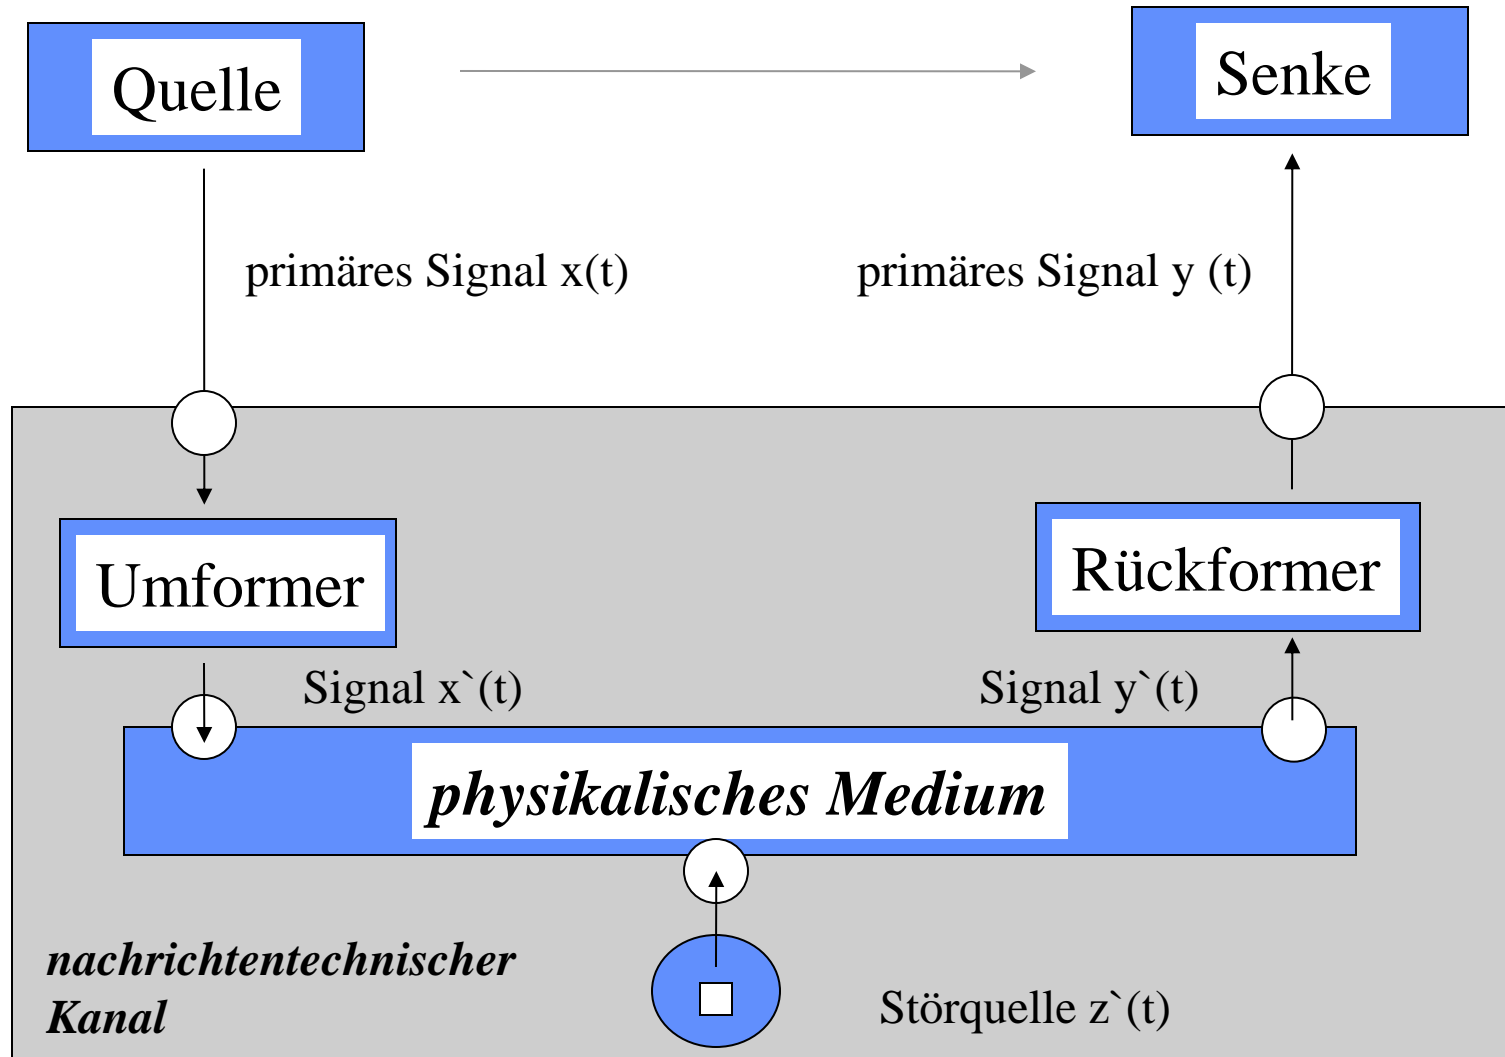 Quelle
Senke
primäres Signal x(t)
primäres Signal y (t)
Umformer
Rückformer
Signal x`(t)
Signal y`(t)
physikalisches Medium
nachrichtentechnischer
Kanal
Störquelle z`(t)